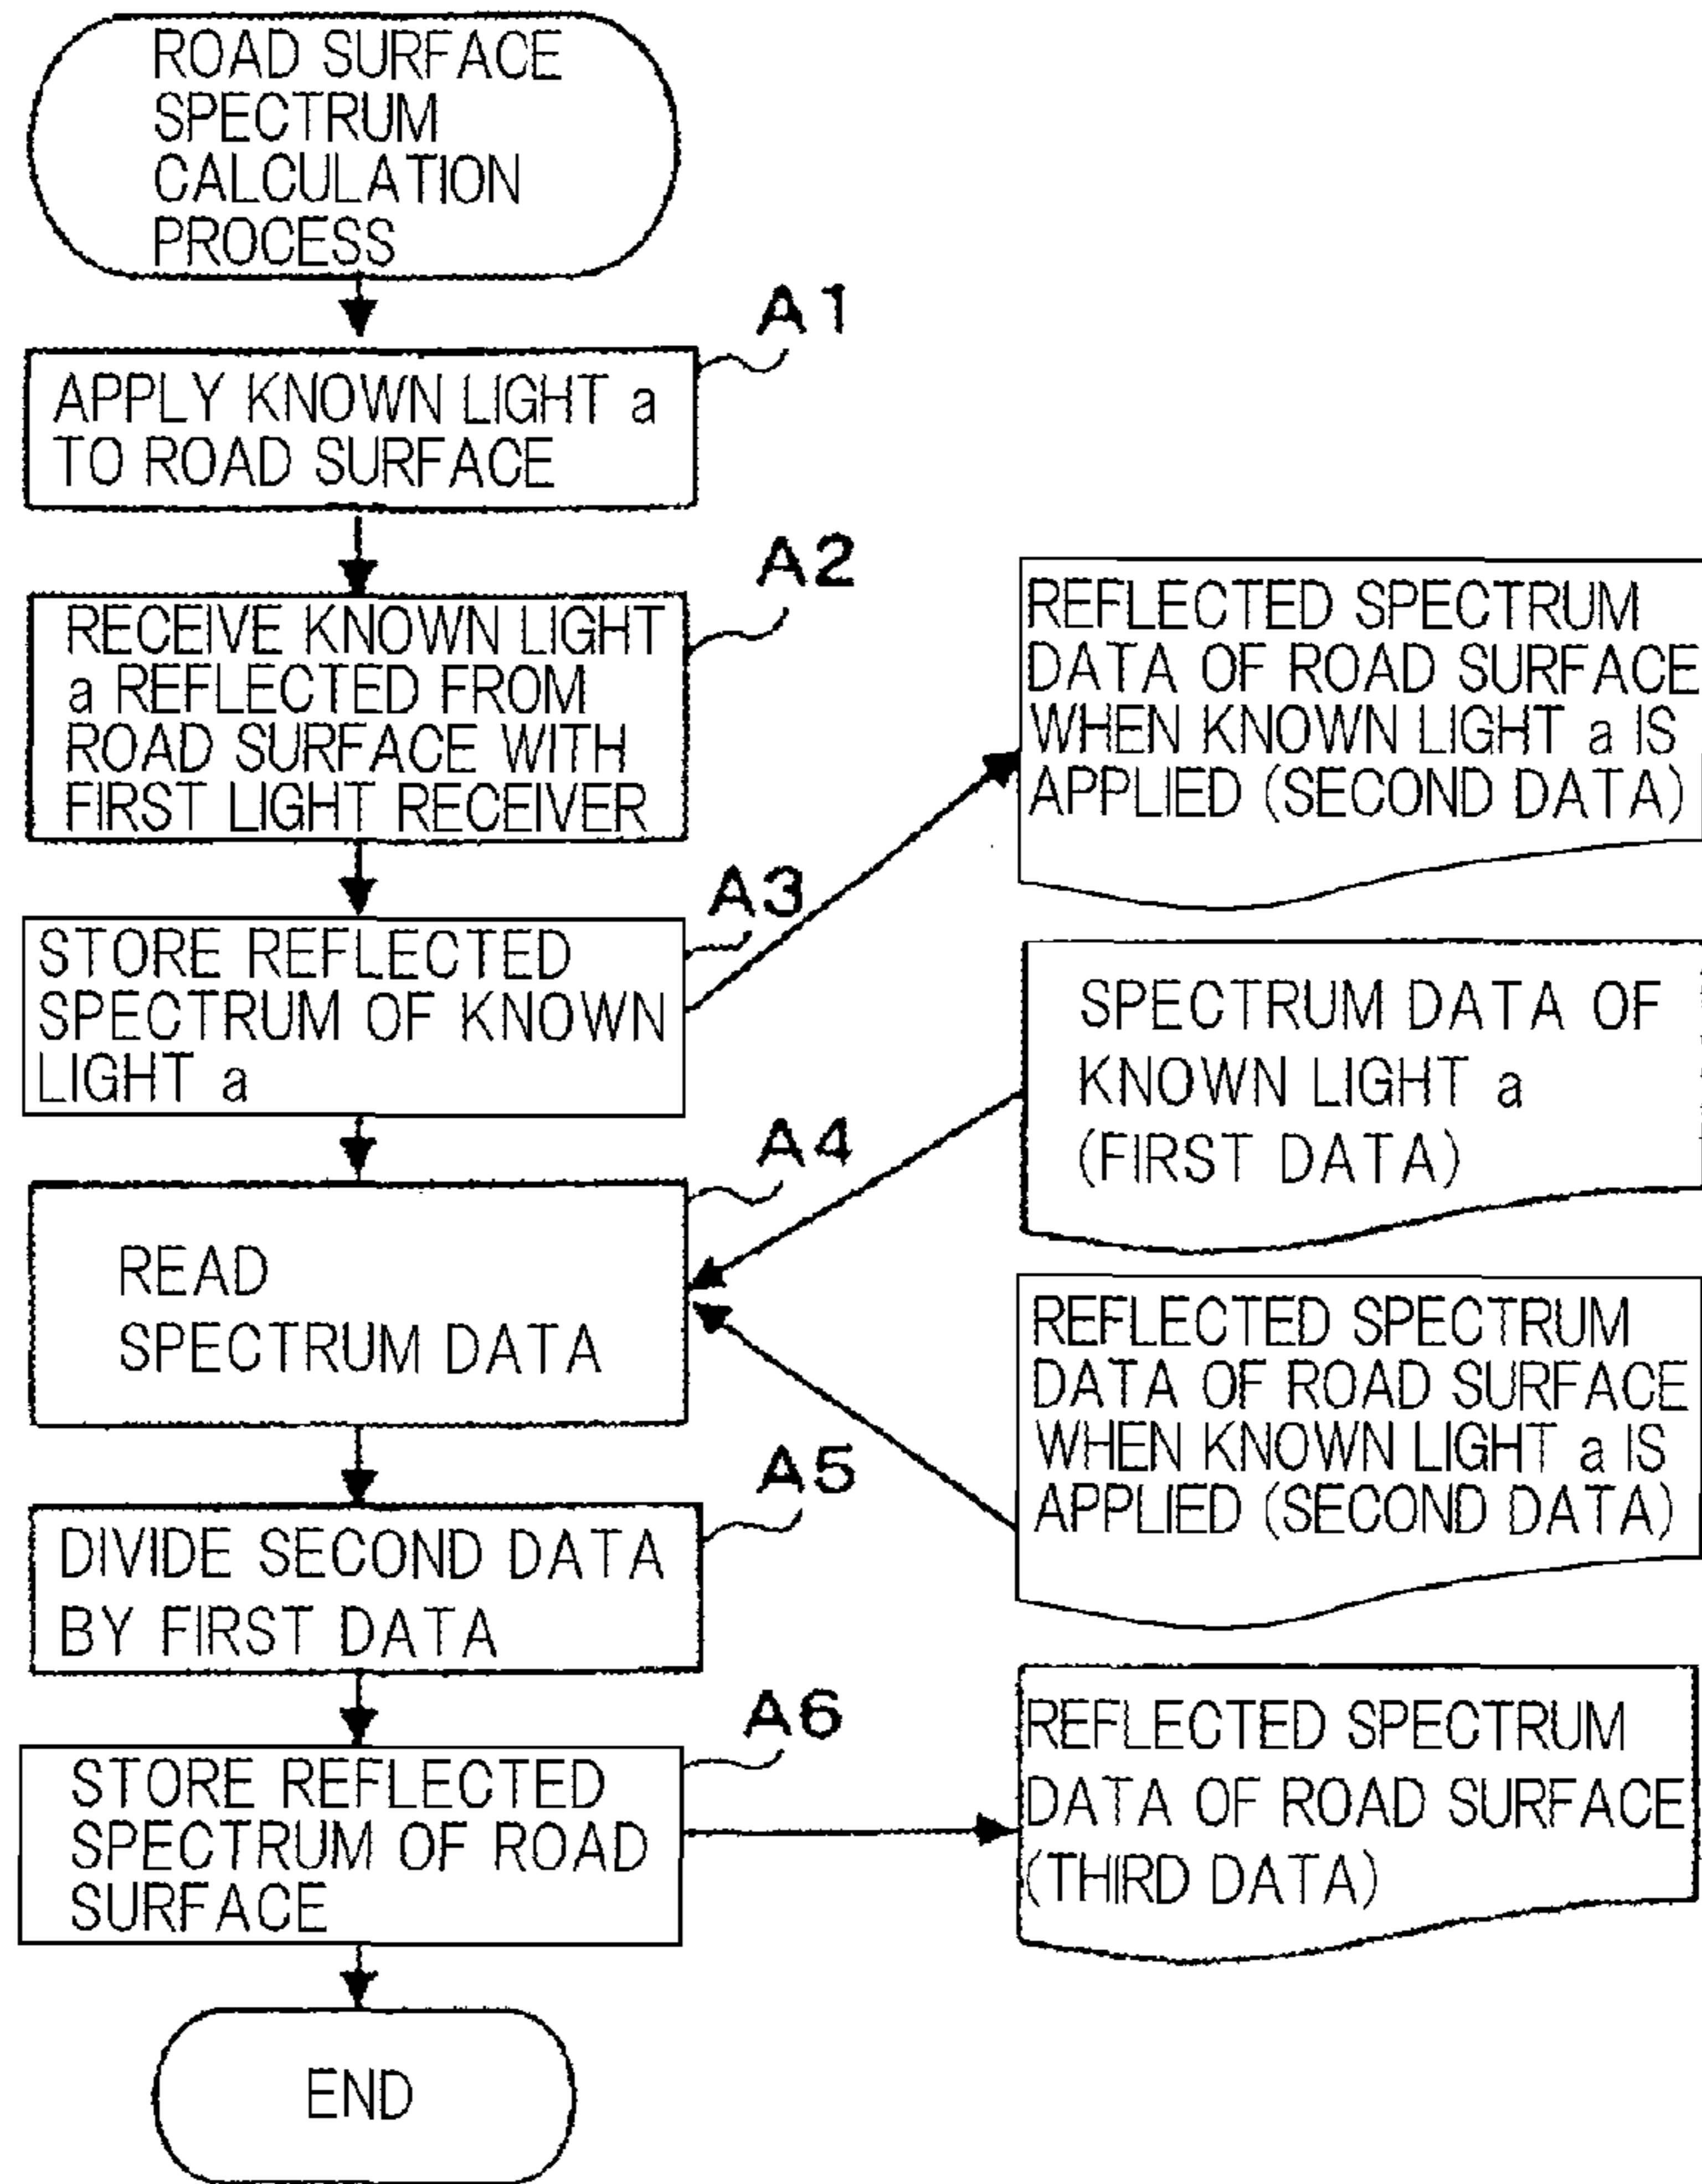 ROAD SURFACE
SPECTRUM
CALCULATION
PROCESS
A1
APPLY KNOWN LIGHT a
TO ROAD SURFACE
A2
RECEIVE KNOWN LIGHT
a REFLECTED FROM
ROAD SURFACE WITH
FIRST LIGHT RECEIVER
REFLECTED SPECTRUM
DATA OF ROAD SURFACE
WHEN KNOWN LIGHT a IS
APPLIED (SECOND DATA)
A3
STORE REFLECTED
SPECTRUM OF KNOWN
LIGHT a
SPECTRUM DATA OF
KNOWN LIGHT a
(FIRST DATA)
A4
READ
SPECTRUM DATA
REFLECTED SPECTRUM
DATA OF ROAD SURFACE
WHEN KNOWN LIGHT a IS
APPLIED (SECOND DATA)
A5
DIVIDE SECOND DATA
BY FIRST DATA
A6
STORE REFLECTED
SPECTRUM OF ROAD
SURFACE
REFLECTED SPECTRUM
DATA OF ROAD SURFACE
(THIRD DATA)
END